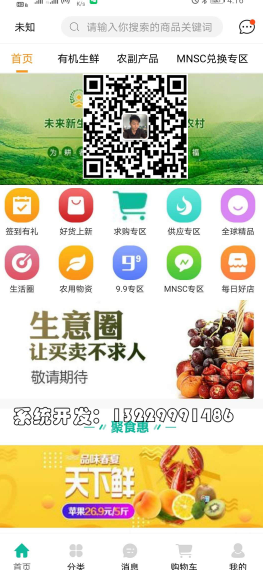 4:16
未知
请输入你搜索的商品关键词
首页 有机生鲜 农副产品 MNSC兑换专区
未来新生 农村
为 耕 福
签到有礼 好货上新 求购专区 供应专区 全球精品
生活圈 农用物资 9.9专区 MNSC专区 每日好店
生意圈
让买卖不求人
敬请期待
系统开发：13229991486
聚食惠
品味春夏
天下鲜
苹果26.9元/5斤
首页 分类 消息 购物车 我的